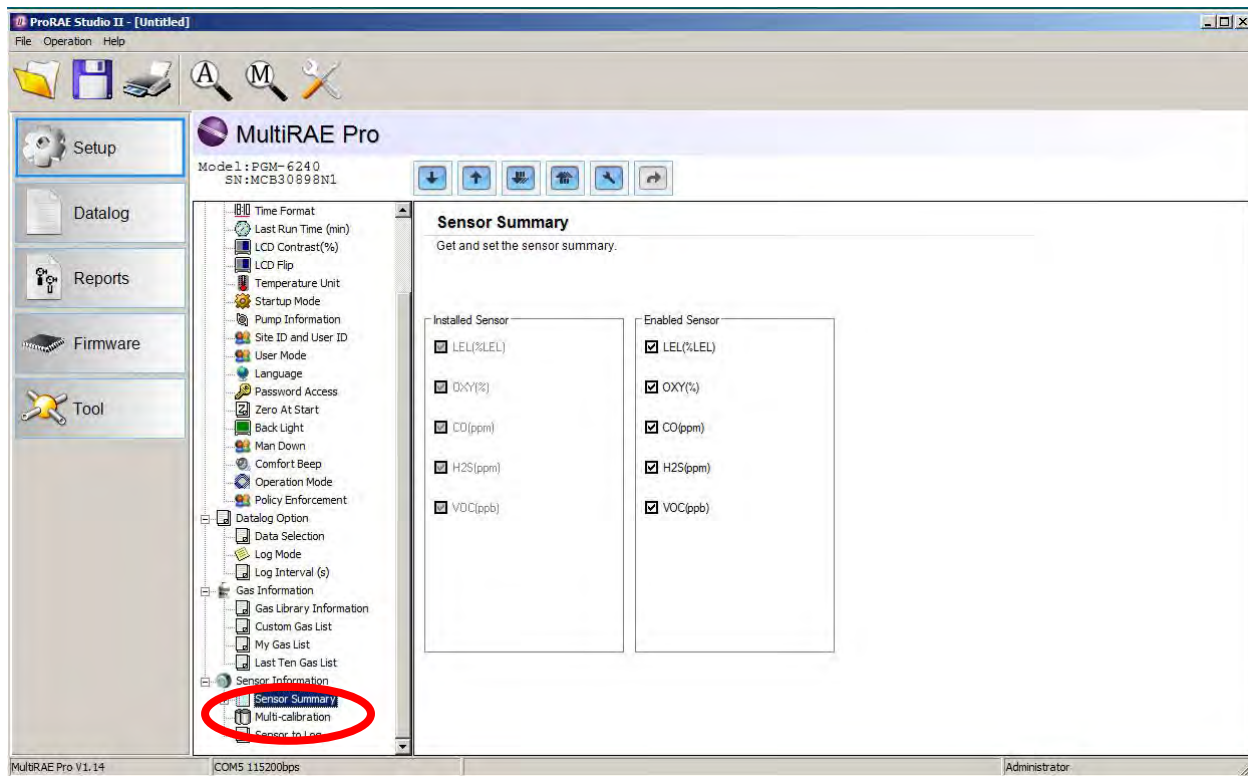 ProRAE Studio II - [Untitled]
File Operation Help
A M
Setup
Datalog
Reports
Firmware
Tool
MultiRAE Pro
Model:PGM-6240
SN:MCB30898N1
Time Format
Last Run Time (min)
LCD Contrast(%)
LCD Flip
Temperature Unit
Startup Mode
Pump Information
Site ID and User ID
User Mode
Language
Password Access
Zero At Start
Back Light
Man Down
Comfort Beep
Operation Mode
Policy Enforcement
Datalog Option
Data Selection
Log Mode
Log Interval (s)
Gas Information
Gas Library Information
Custom Gas List
My Gas List
Last Ten Gas List
Sensor Information
Sensor Summary
Multi-calibration
Sensor to Log
Sensor Summary
Get and set the sensor summary.
Installed Sensor
LEL(%LEL)
OXY(%)
CO(ppm)
H2S(ppm)
VOC(ppb)
Enabled Sensor
LEL(%LEL)
OXY(%)
CO(ppm)
H2S(ppm)
VOC(ppb)
MultiRAE Pro V1.14
COM5 115200bps
Administrator